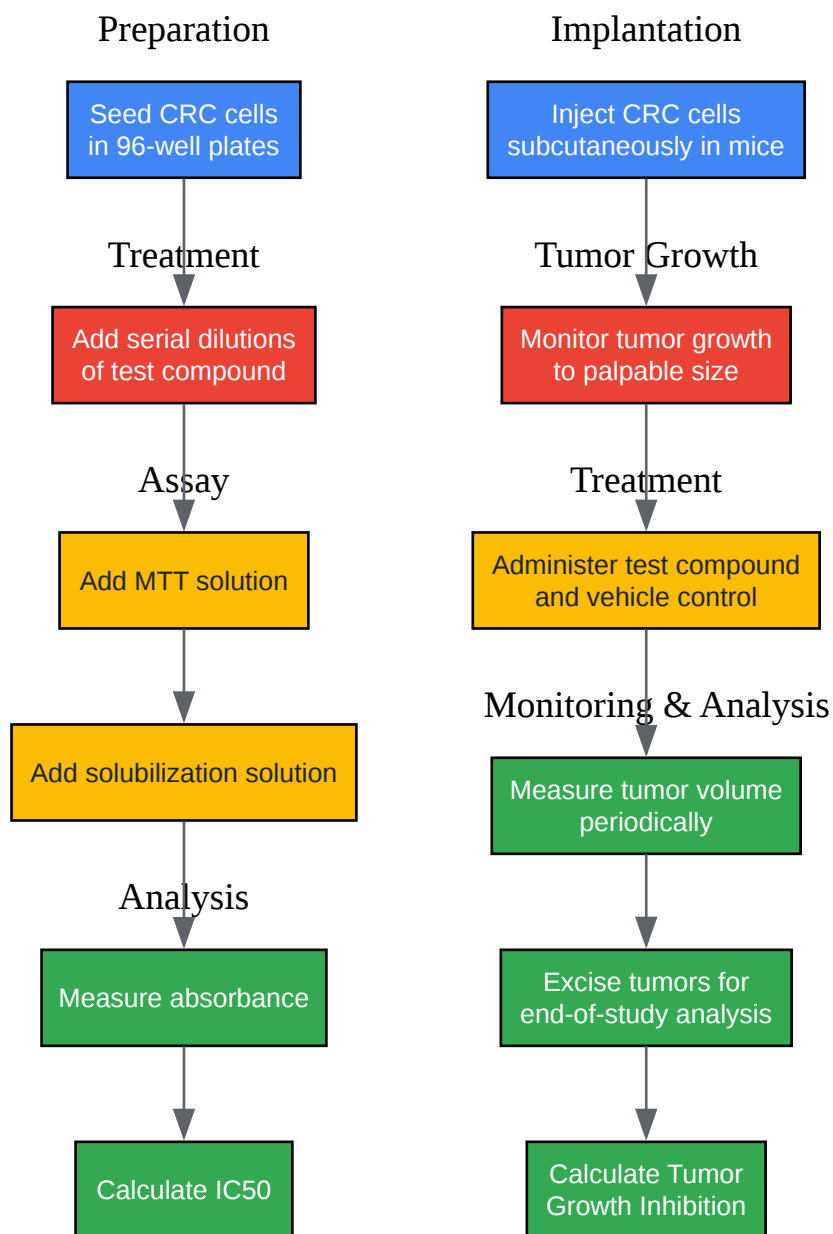 Preparation
Seed CRC cells
in 96-well plates
Treatment
Add serial dilutions
of test compound
Assay
Add MTT solution
Add solubilization solution
Analysis
Measure absorbance
Calculate IC50
Implantation
Inject CRC cells
subcutaneously in mice
Tumor Growth
Monitor tumor growth
to palpable size
Treatment
Administer test compound
and vehicle control
Monitoring & Analysis
Measure tumor volume
periodically
Excise tumors for
end-of-study analysis
Calculate Tumor
Growth Inhibition